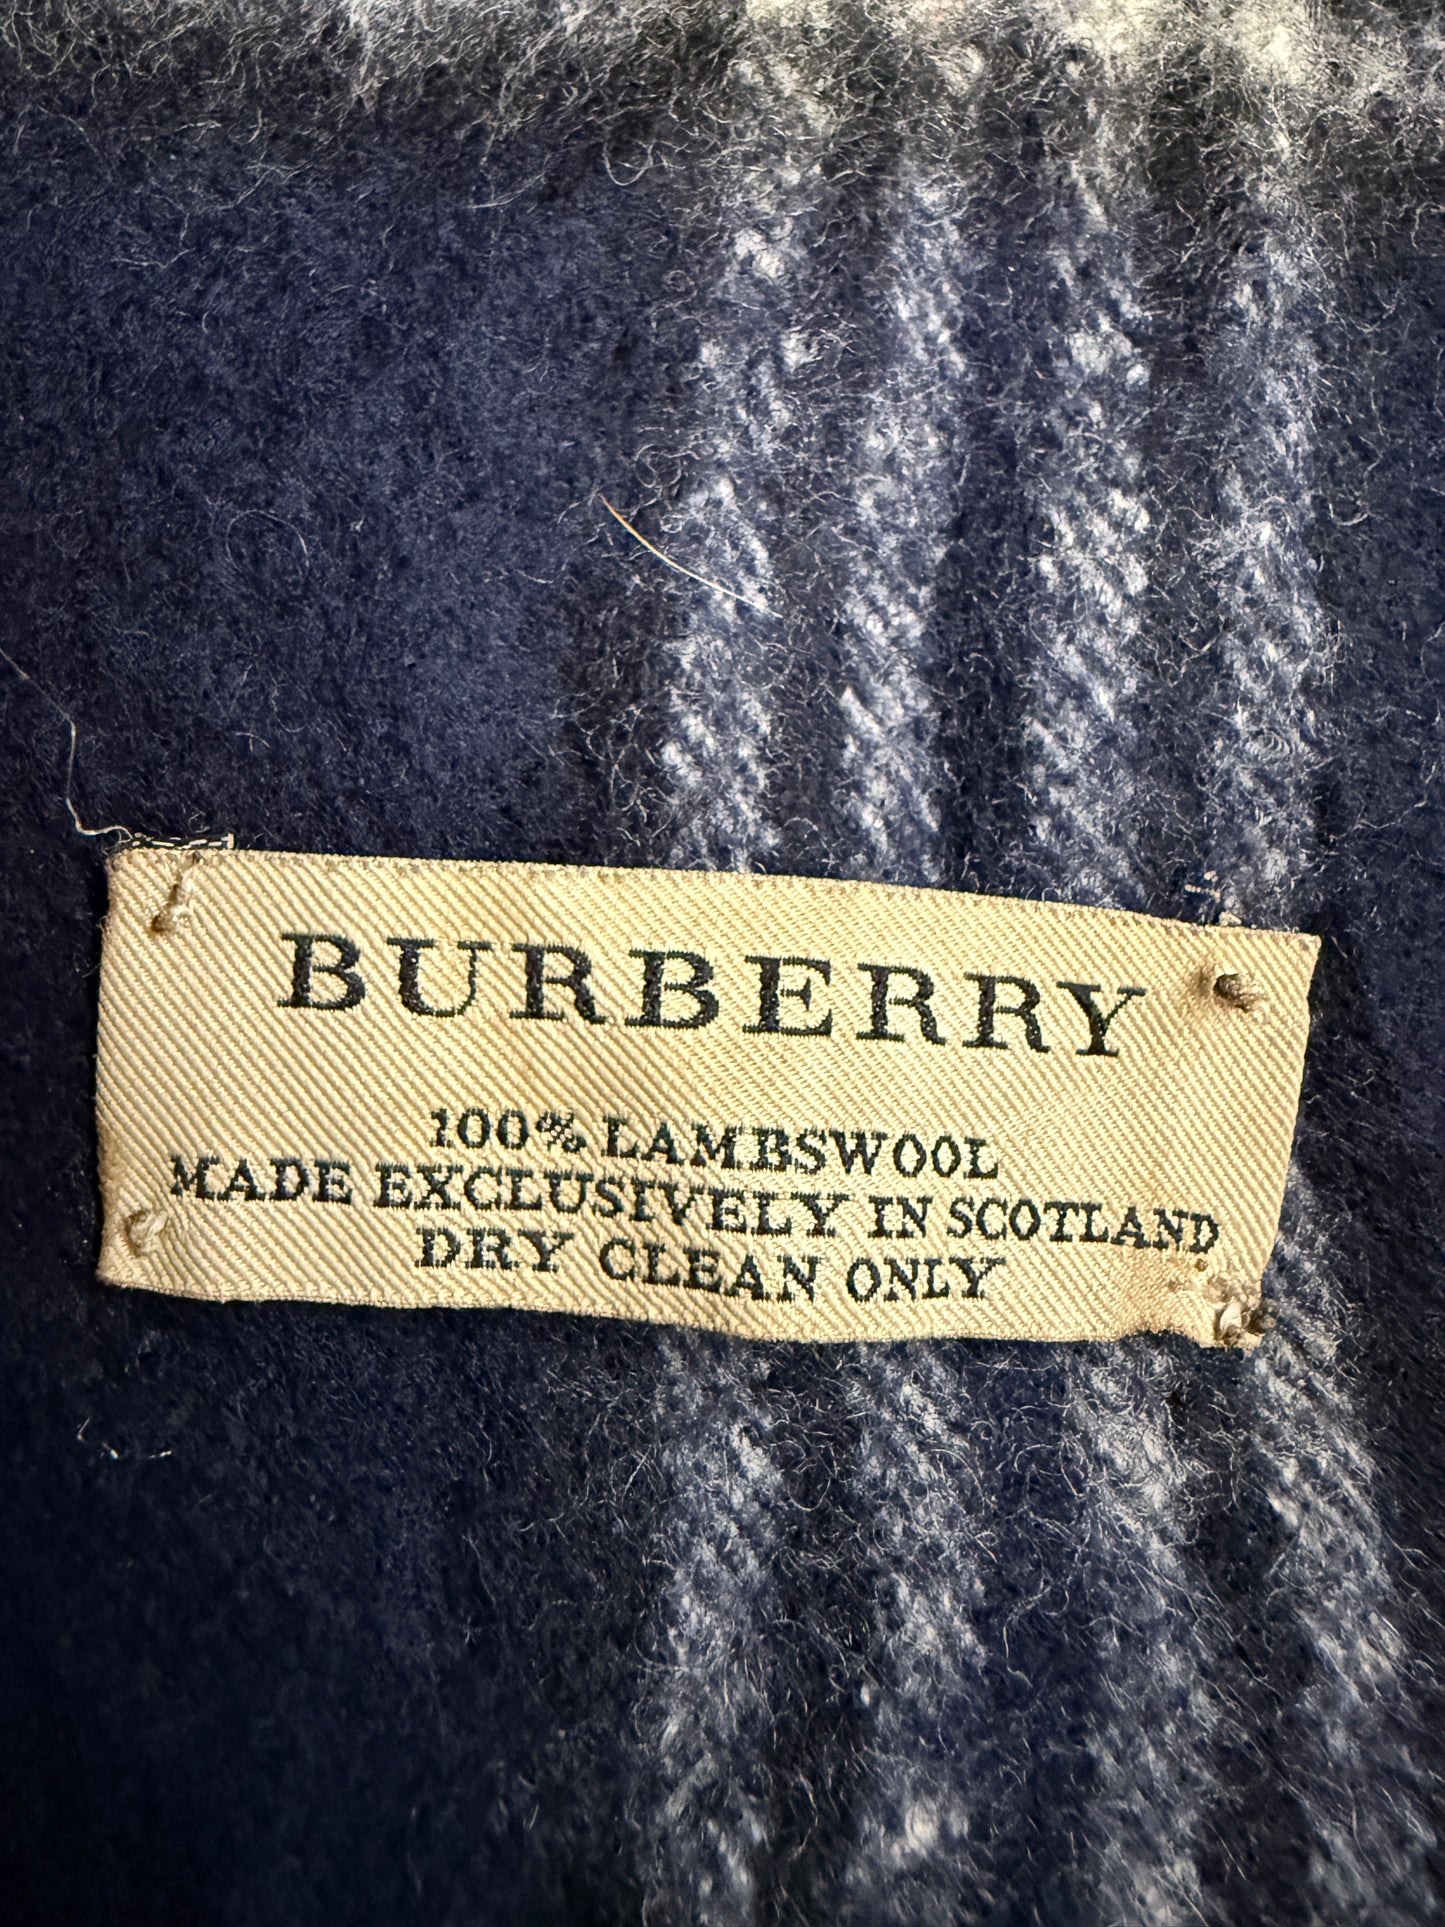 BURBERRY
100% LAMBSWOOL
MADE EXCLUSIVELY IN SCOTLAND
DRY CLEAN ONLY